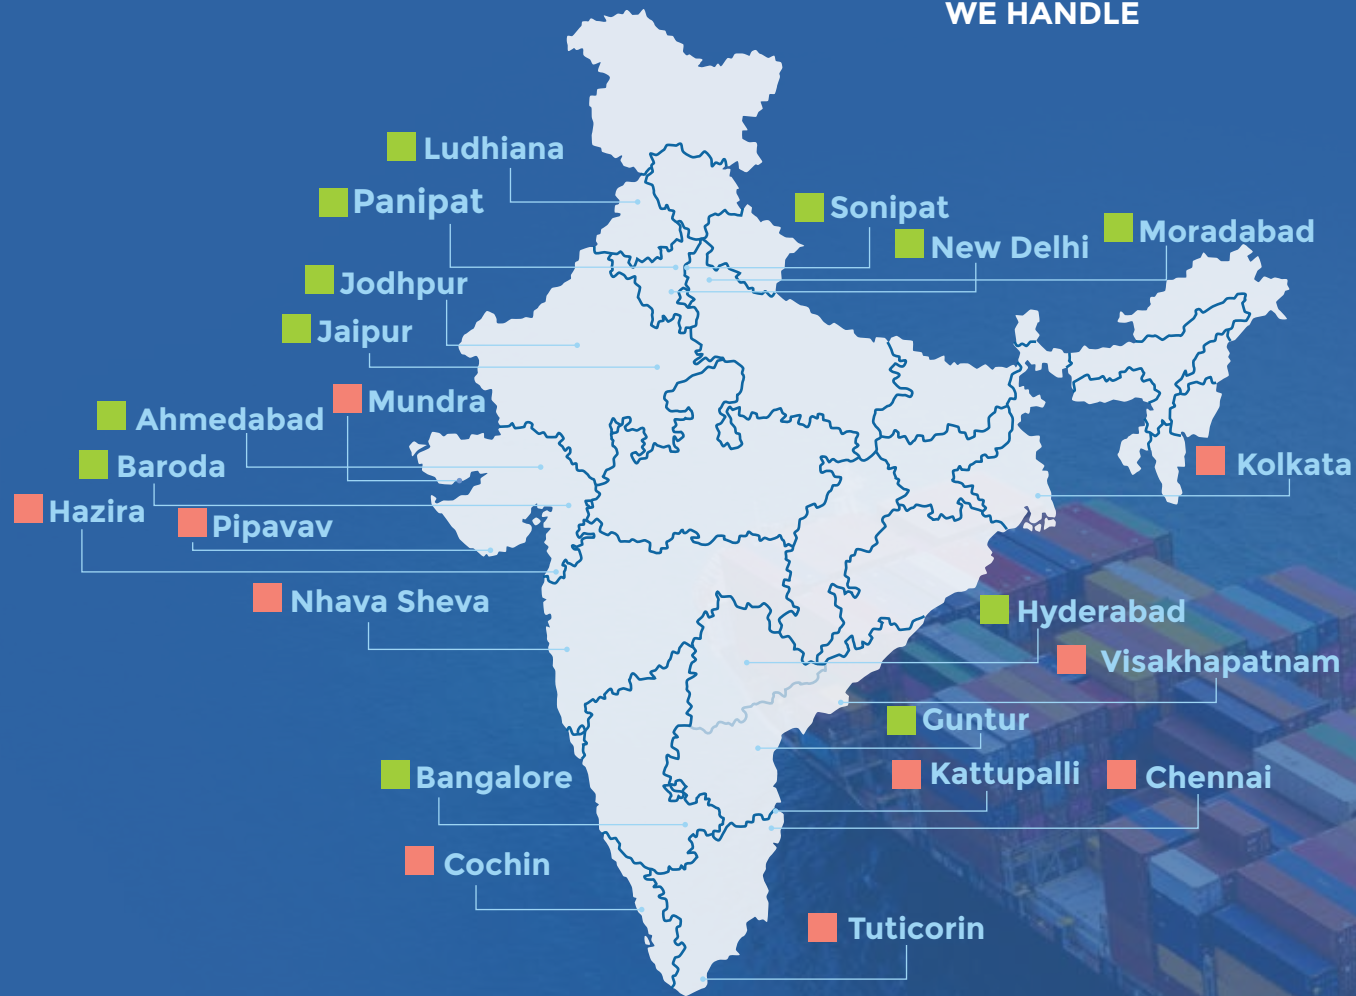 WE HANDLE
Ludhiana
Panipat
Sonipat
New Delhi
Moradabad
Jodhpur
Jaipur
Mundra
Ahmedabad
Baroda
Kolkata
Hazira
Pipavav
Nhava Sheva
Hyderabad
Visakhapatnam
Guntur
Bangalore
Kattupalli
Chennai
Cochin
Tuticorin